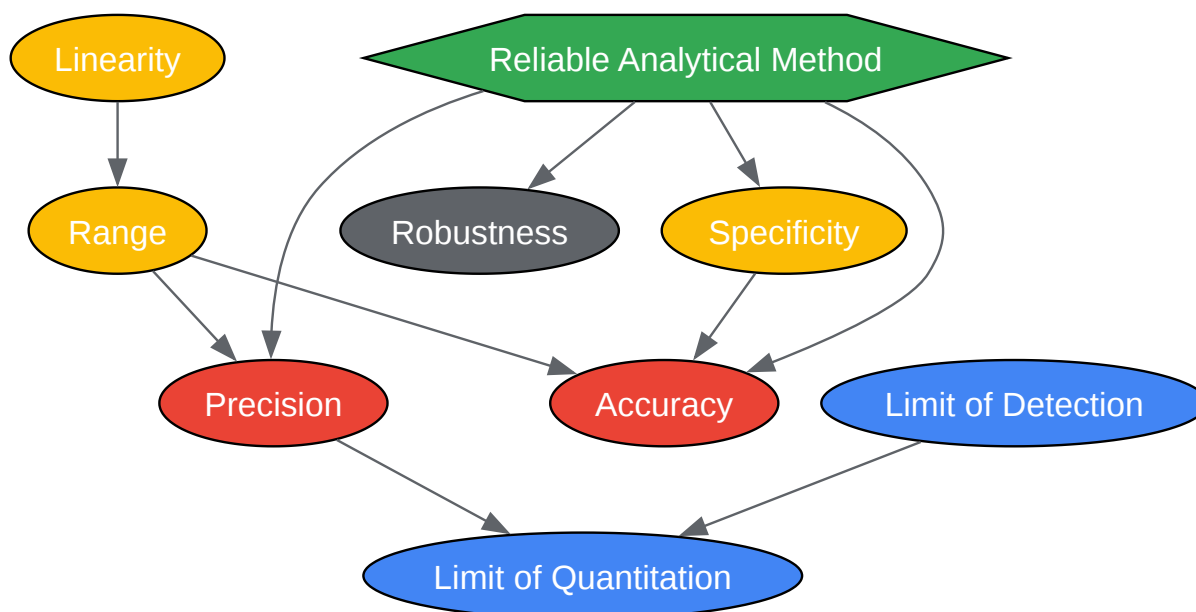 Linearity
Reliable Analytical Method
Range
Robustness
Specificity
Precision
Accuracy
Limit of Detection
Limit of Quantitation